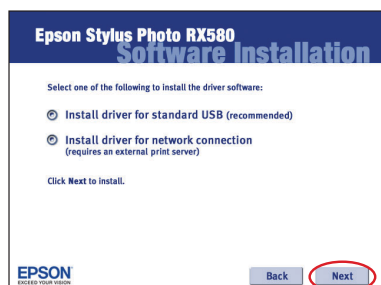 Epson Stylus Photo RX580
Software Installation
Select one of the following to install the driver software:
Install driver for standard USB (recommended)
Install driver for network connection
(requires an external print server)
Click Next to install.
EPSON
EXCEED YOUR VISION
Back
Next